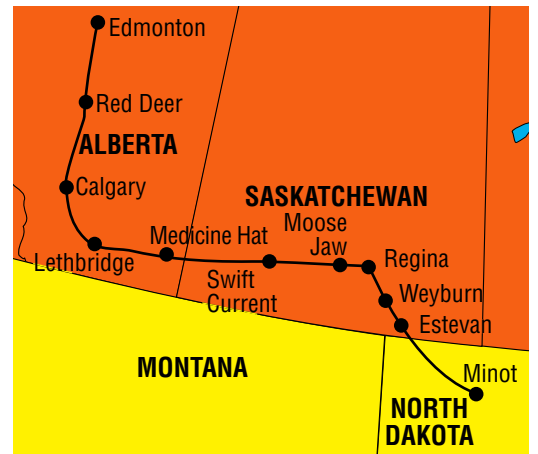 Edmonton
Red Deer
ALBERTA
Calgary
SASKATCHEWAN
Moose
Jaw
Medicine Hat
Lethbridge
Swift
Current
Regina
Weyburn
Estevan
MONTANA
Minot
NORTH
DAKOTA